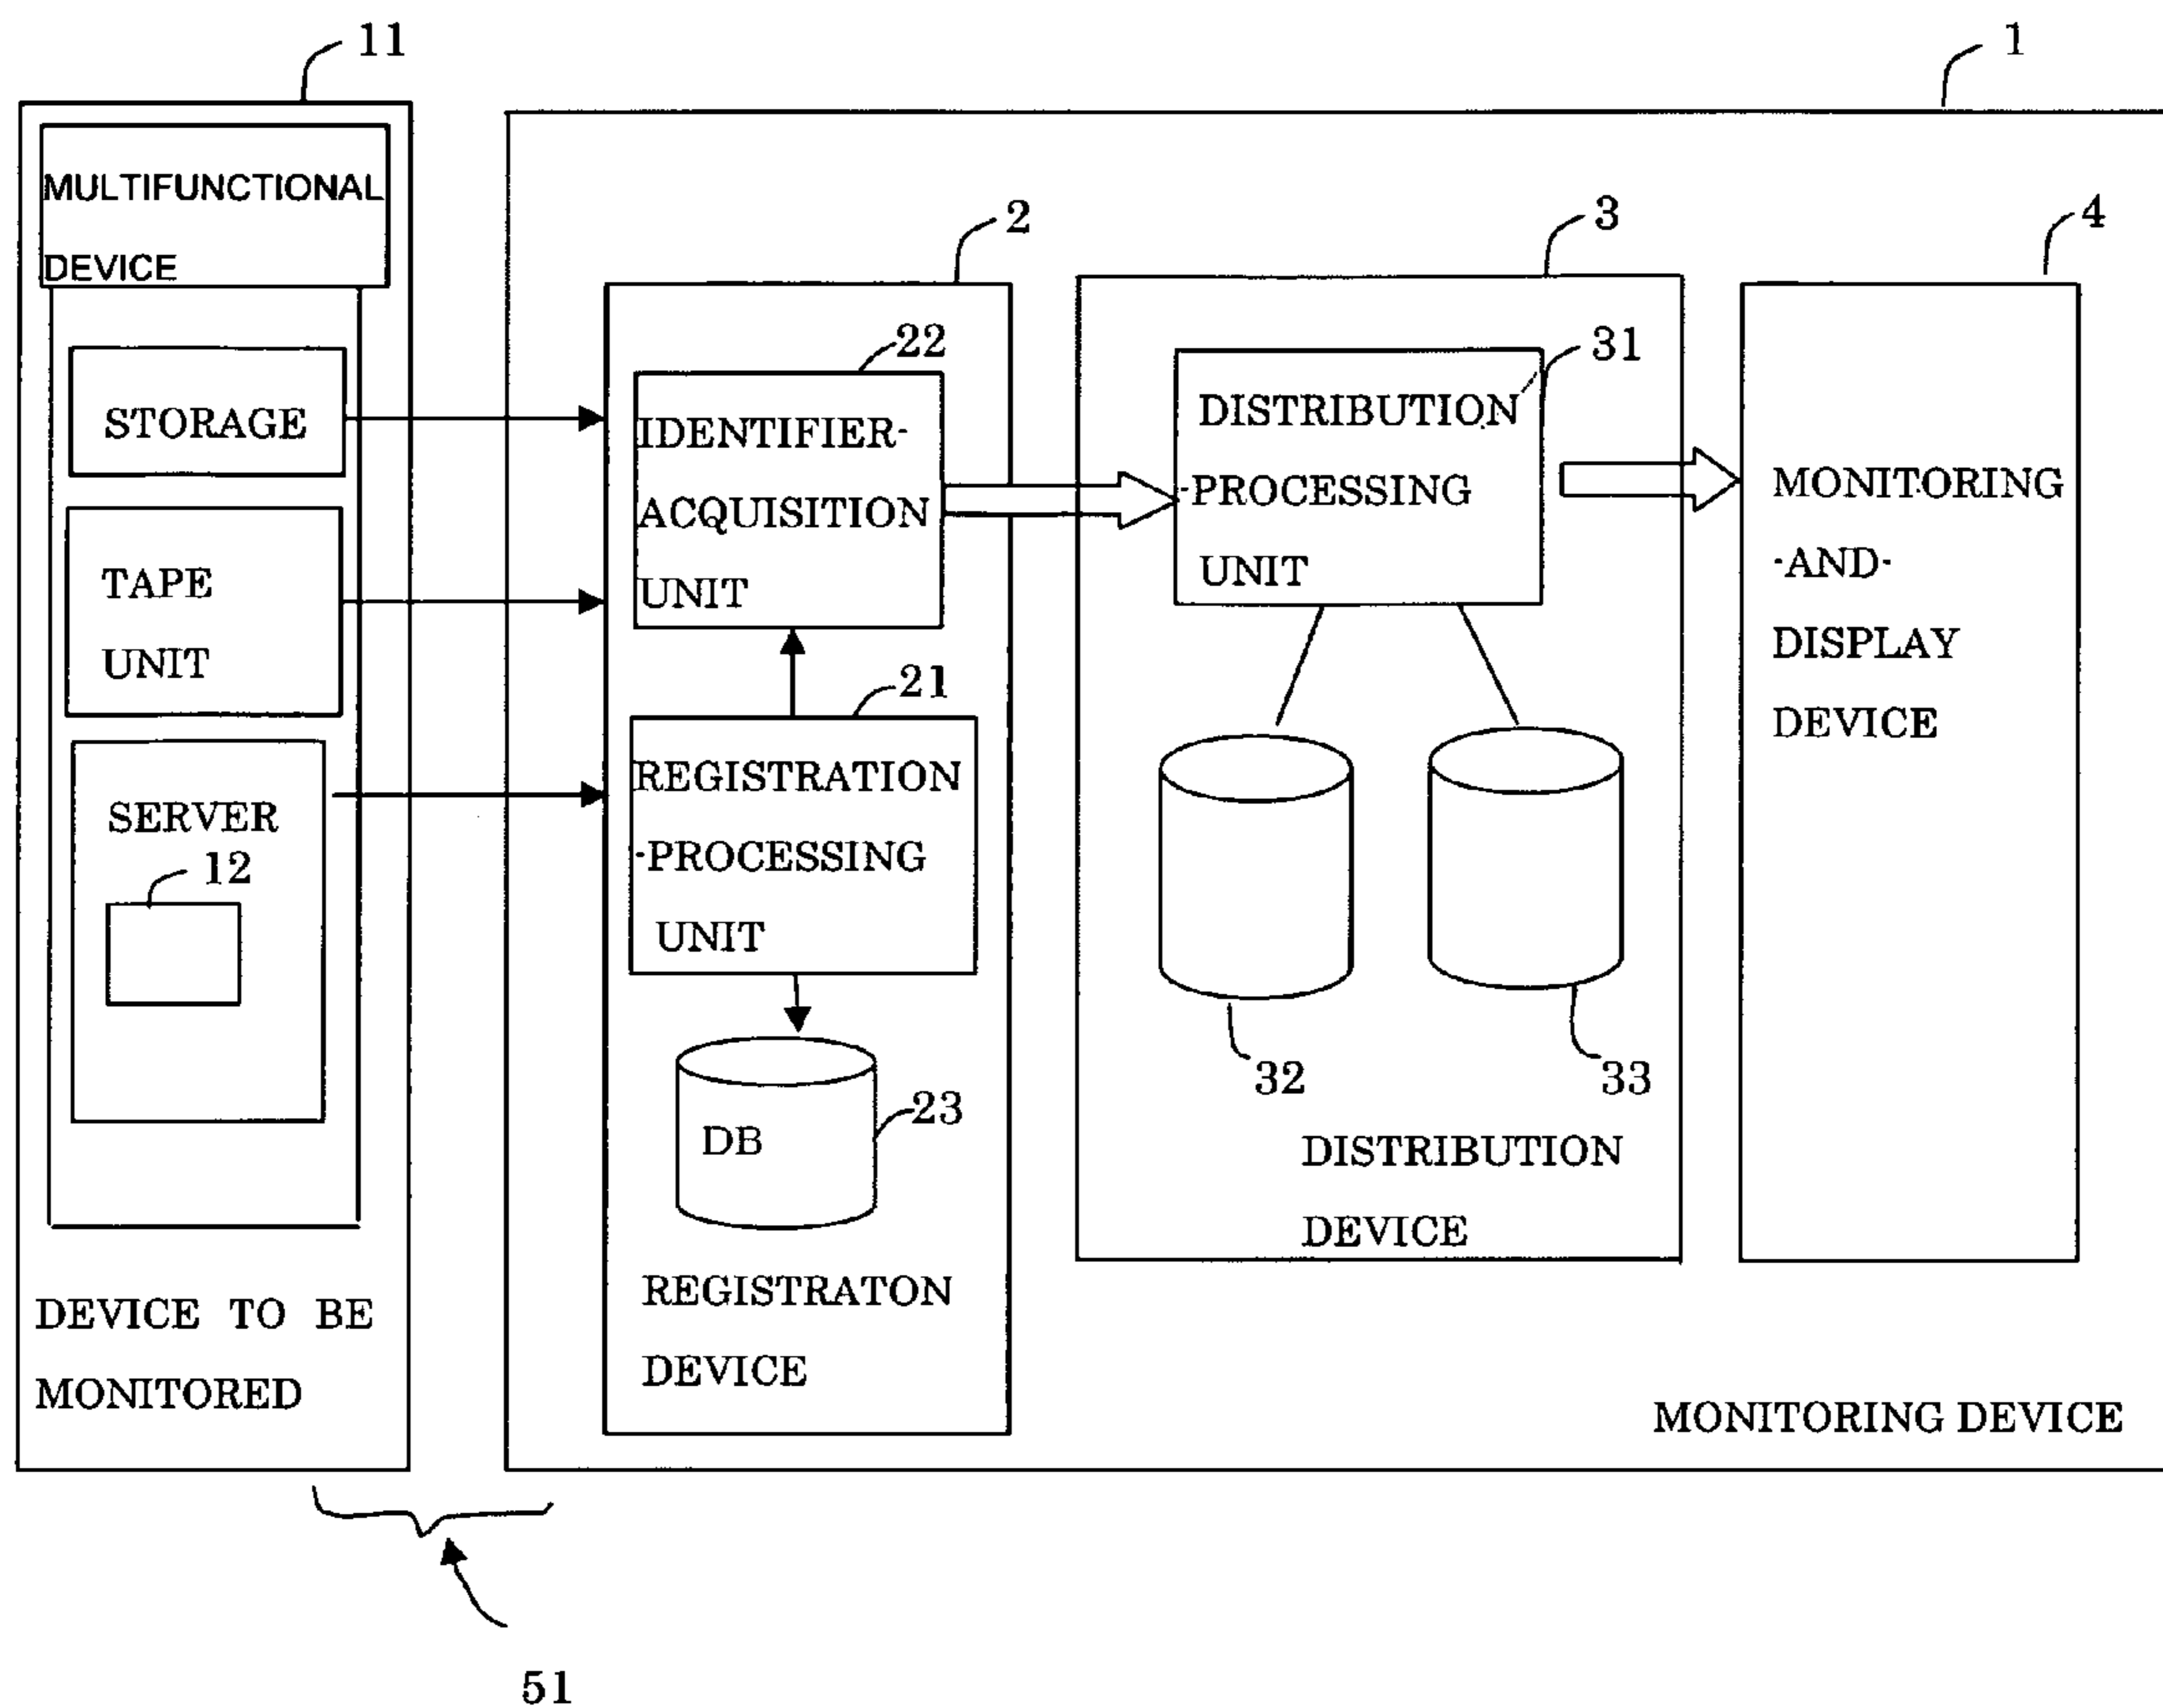 11
1
MULTIFUNCTIONAL
DEVICE
STORAGE
TAPE
UNIT
SERVER
12
DEVICE TO BE
MONITORED
2
22
IDENTIFIER-
ACQUISITION
UNIT
21
REGISTRATION
-PROCESSING
UNIT
DB
23
REGISTRATON
DEVICE
3
31
DISTRIBUTION
-PROCESSING
UNIT
32
33
DISTRIBUTION
DEVICE
4
MONITORING
-AND-
DISPLAY
DEVICE
MONITORING DEVICE
51